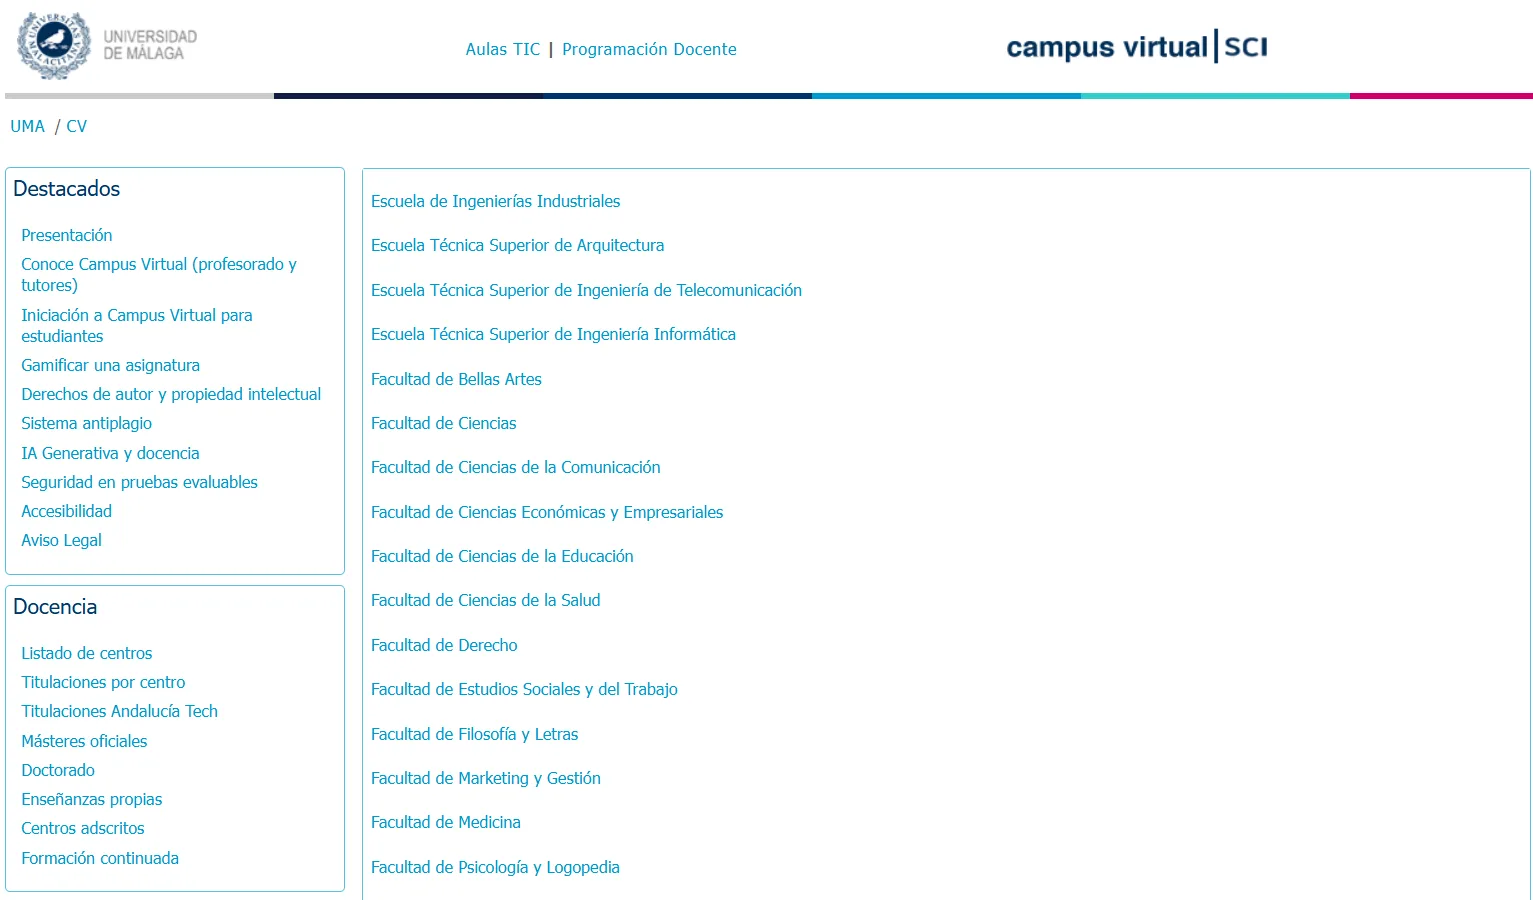 UNIVERSIDAD
DE MÁLAGA
Aulas TIC | Programación Docente
campus virtual | SCI
UMA / CV
Destacados
Presentación
Conoce Campus Virtual (profesorado y
tutores)
Iniciación a Campus Virtual para
estudiantes
Gamificar una asignatura
Derechos de autor y propiedad intelectual
Sistema antiplagio
IA Generativa y docencia
Seguridad en pruebas evaluables
Accesibilidad
Aviso Legal
Docencia
Listado de centros
Titulaciones por centro
Titulaciones Andalucía Tech
Másteres oficiales
Doctorado
Enseñanzas propias
Centros adscritos
Formación continuada
Escuela de Ingenierías Industriales
Escuela Técnica Superior de Arquitectura
Escuela Técnica Superior de Ingeniería de Telecomunicación
Escuela Técnica Superior de Ingeniería Informática
Facultad de Bellas Artes
Facultad de Ciencias
Facultad de Ciencias de la Comunicación
Facultad de Ciencias Económicas y Empresariales
Facultad de Ciencias de la Educación
Facultad de Ciencias de la Salud
Facultad de Derecho
Facultad de Estudios Sociales y del Trabajo
Facultad de Filosofía y Letras
Facultad de Marketing y Gestión
Facultad de Medicina
Facultad de Psicología y Logopedia